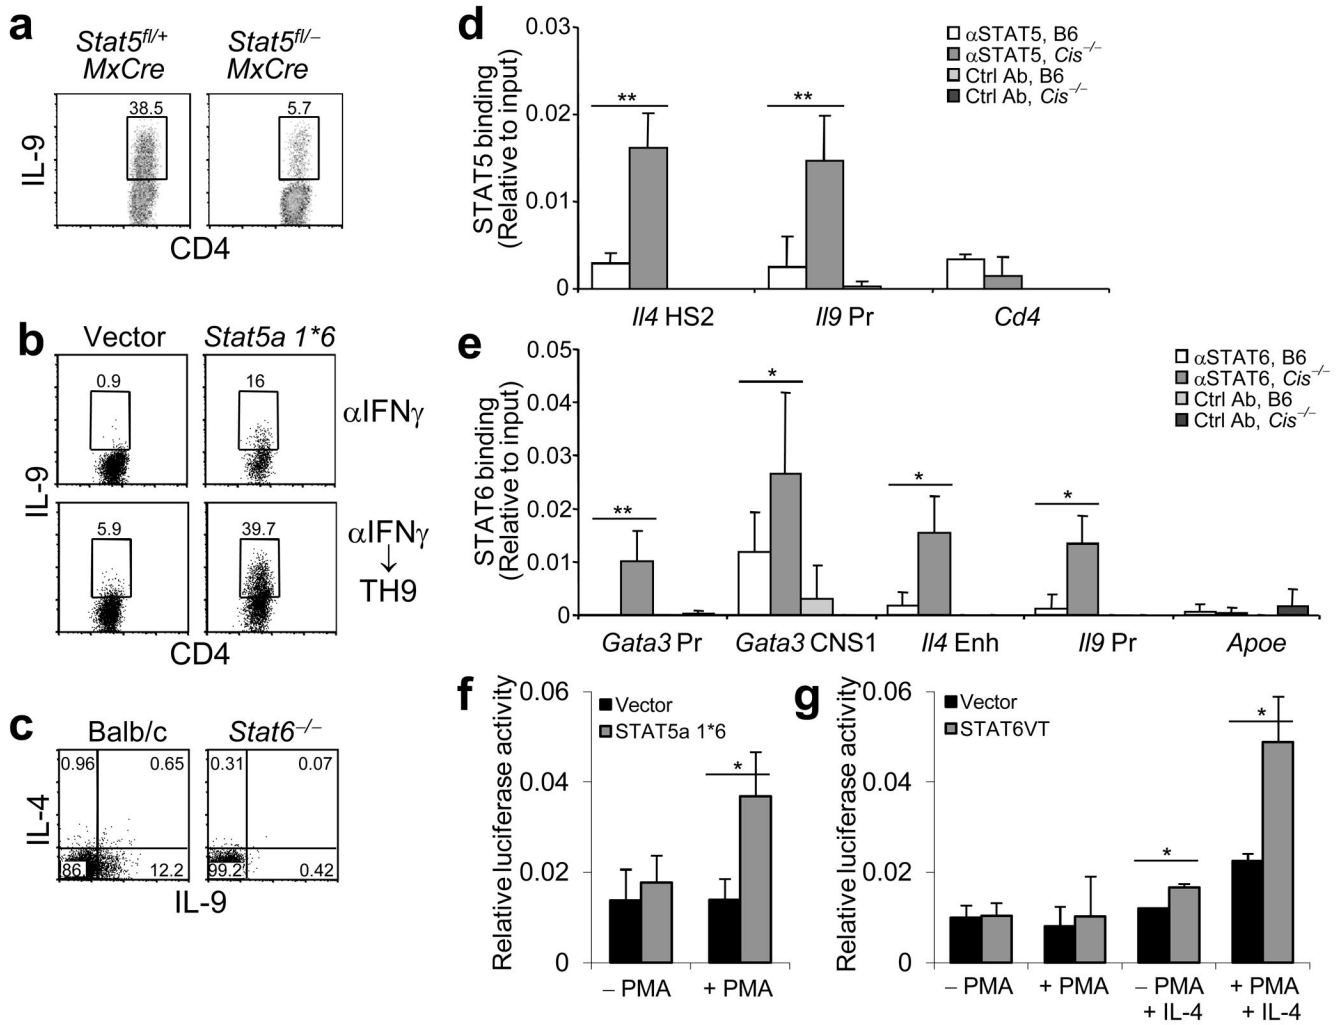 a
Stat5fl/+
MxCre
Stat5fl/–
MxCre
38.5
5.7
IL-9
CD4
b
Vector
Stat5a 1*6
0.9
16
αIFNγ
IL-9
5.9
39.7
αIFNγ
↓
TH9
CD4
c
Balb/c
Stat6–/–
0.96
0.65
0.31
0.07
IL-4
86
12.2
99.2
0.42
IL-9
d
STAT5 binding
(Relative to input)
0.03
0.02
0.01
0
**
**
αSTAT5, B6
αSTAT5, Cis–/–
Ctrl Ab, B6
Ctrl Ab, Cis–/–
Il4 HS2
Il9 Pr
Cd4
e
STAT6 binding
(Relative to input)
0.05
0.04
0.03
0.02
0.01
0
**
*
*
*
αSTAT6, B6
αSTAT6, Cis–/–
Ctrl Ab, B6
Ctrl Ab, Cis–/–
Gata3 Pr
Gata3 CNS1
Il4 Enh
Il9 Pr
Apoe
f
Relative luciferase activity
0.06
0.04
0.02
0
Vector
STAT5a 1*6
*
– PMA
+ PMA
g
Relative luciferase activity
0.06
0.04
0.02
0
Vector
STAT6VT
*
*
– PMA
+ PMA
– PMA
+ IL-4
+ PMA
+ IL-4